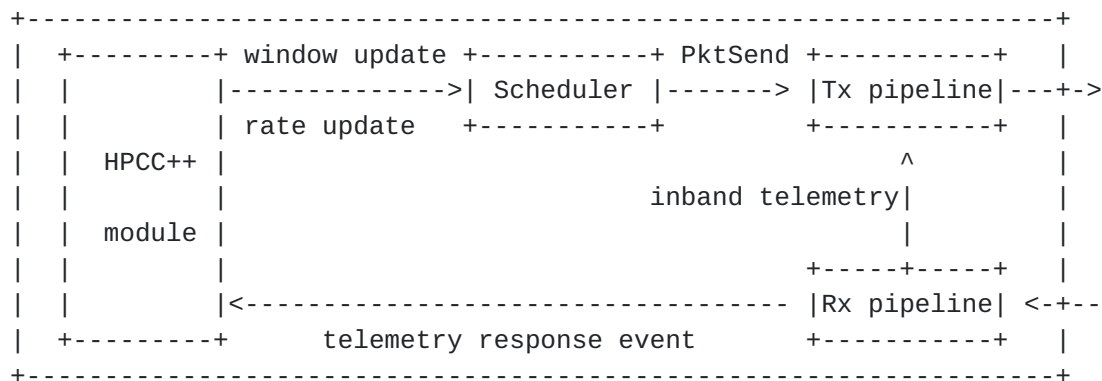 +---------------------------------------------------------------------+
|  +---------+ window update +-----------+ PktSend +-----------+   |
|  |         |-------------->| Scheduler |-------> |Tx pipeline|---+->
|  |         | rate update   +-----------+         +-----------+   |
|  |  HPCC++ |                                           ^         |
|  |         |                           inband telemetry|         |
|  |  module |                                           |         |
|  |         |                                     +-----+-----+   |
|  |         |<----------------------------------- |Rx pipeline| <-+--
|  +---------+      telemetry response event       +-----------+   |
+---------------------------------------------------------------------+